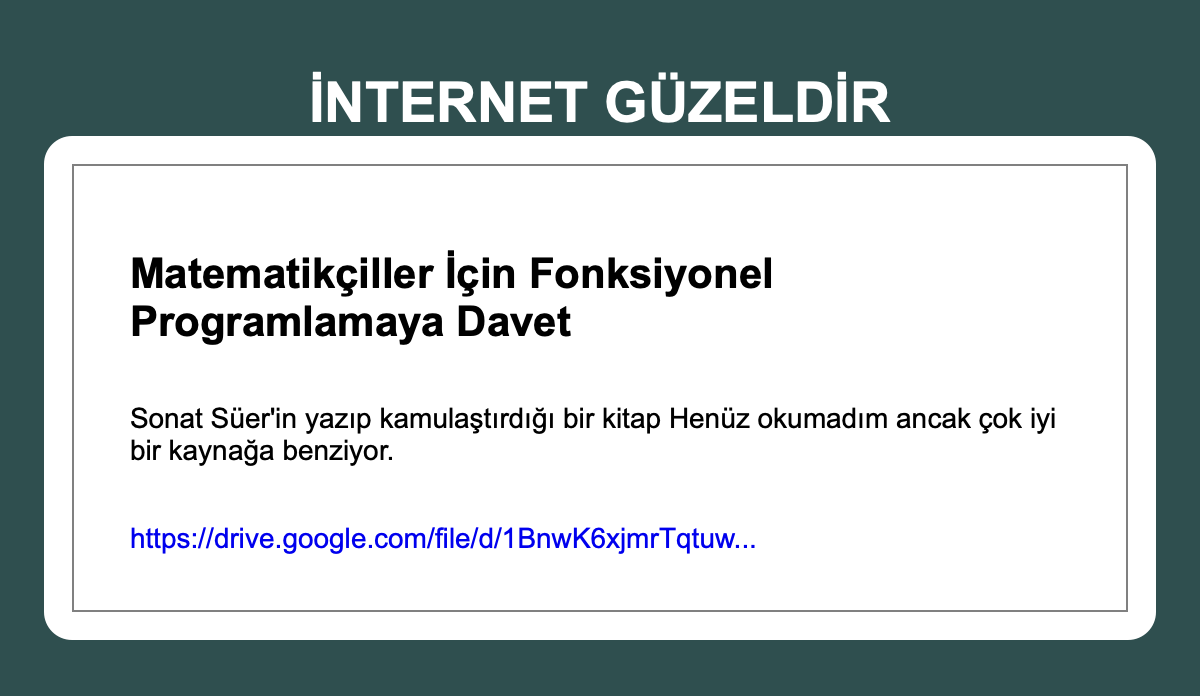 İNTERNET GÜZELDİR
Matematikçiller İçin Fonksiyonel
Programlamaya Davet
Sonat Süer'in yazıp kamulaştırdığı bir kitap Henüz okumadım ancak çok iyi
bir kaynağa benziyor.
https://drive.google.com/file/d/1BnwK6xjmrTqtuw...